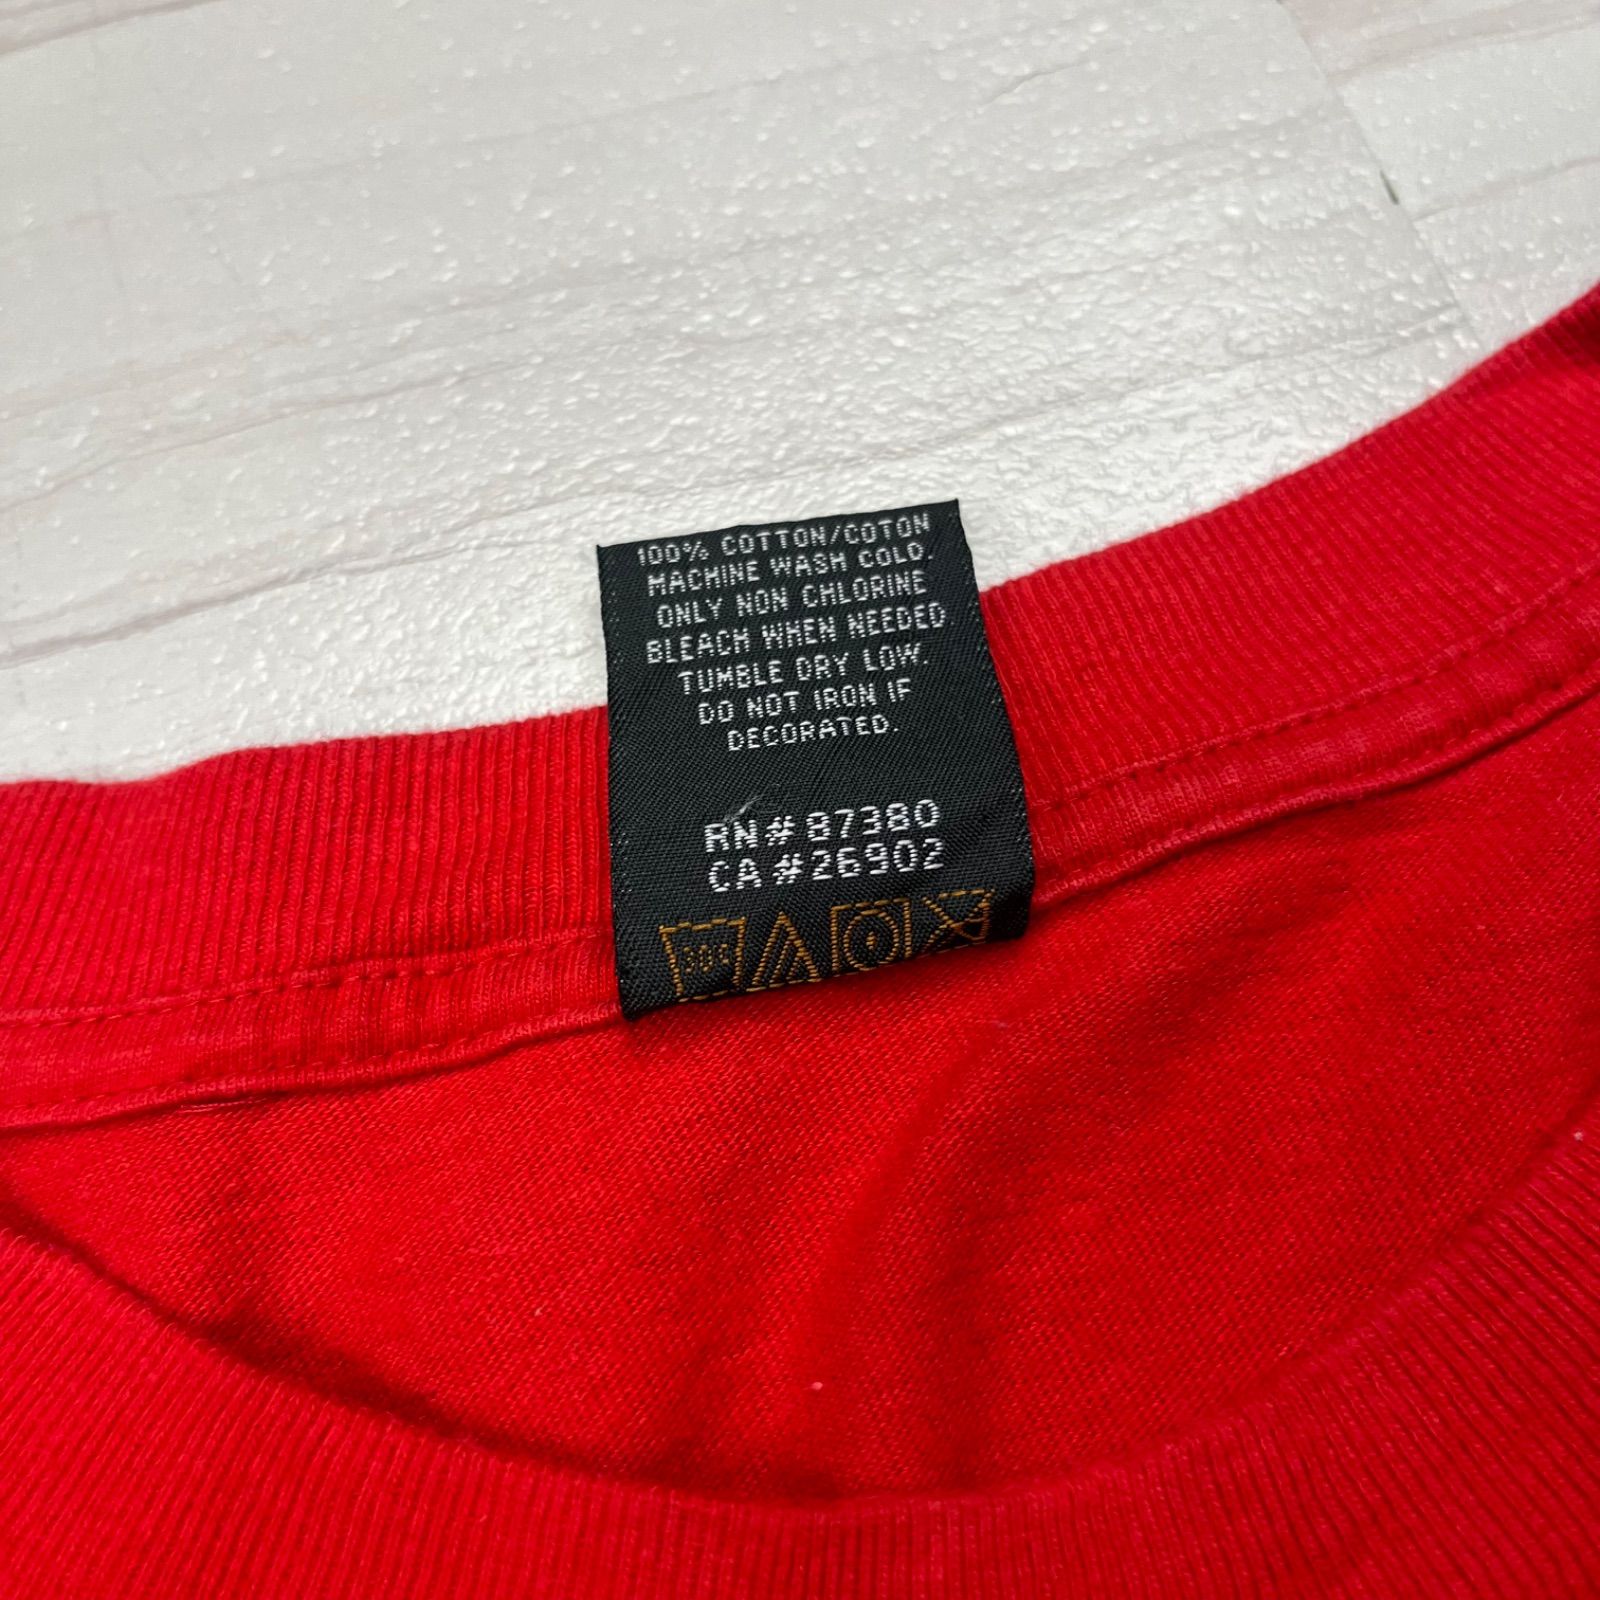 100% COTTON/COTON
MACHINE WASH COLD.
ONLY NON CHLORINE
BLEACH WHEN NEEDED
TUMBLE DRY LOW.
DO NOT IRON IF
DECORATED.
RN# 87380
CA #26902